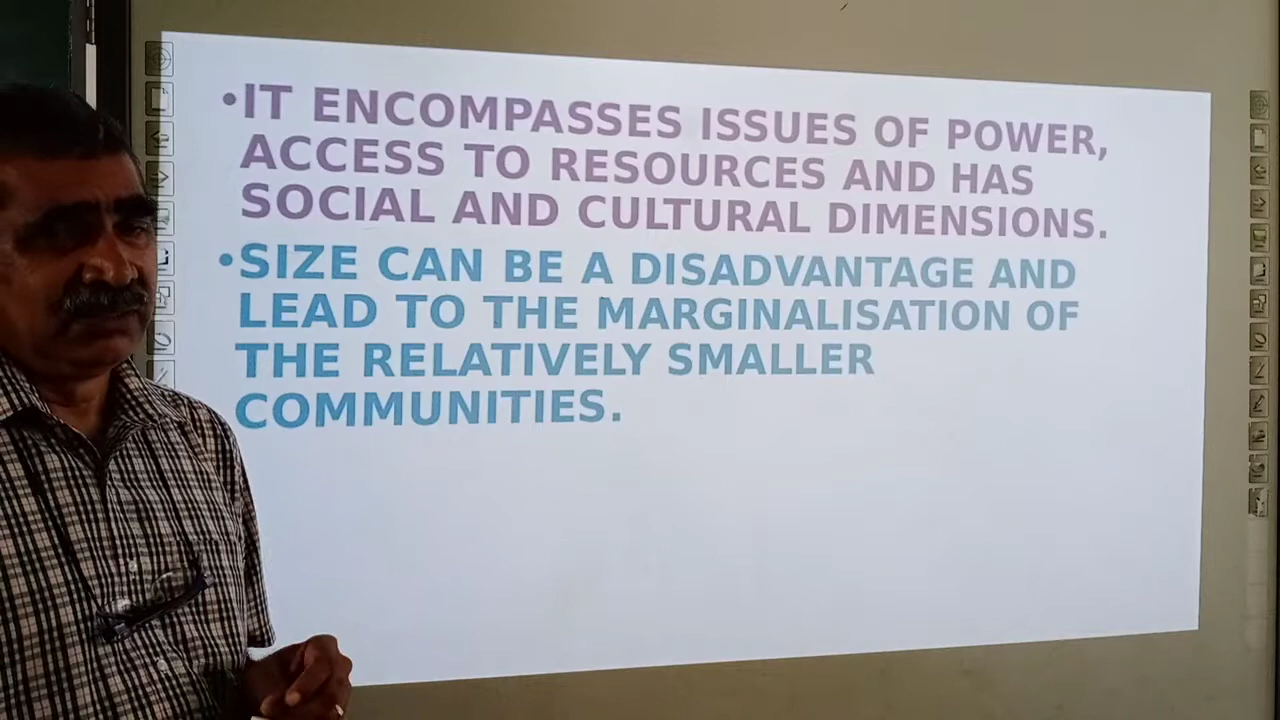 •IT ENCOMPASSES ISSUES OF POWER,
ACCESS TO RESOURCES AND HAS
SOCIAL AND CULTURAL DIMENSIONS.
•SIZE CAN BE A DISADVANTAGE AND
LEAD TO THE MARGINALISATION OF
THE RELATIVELY SMALLER
COMMUNITIES.